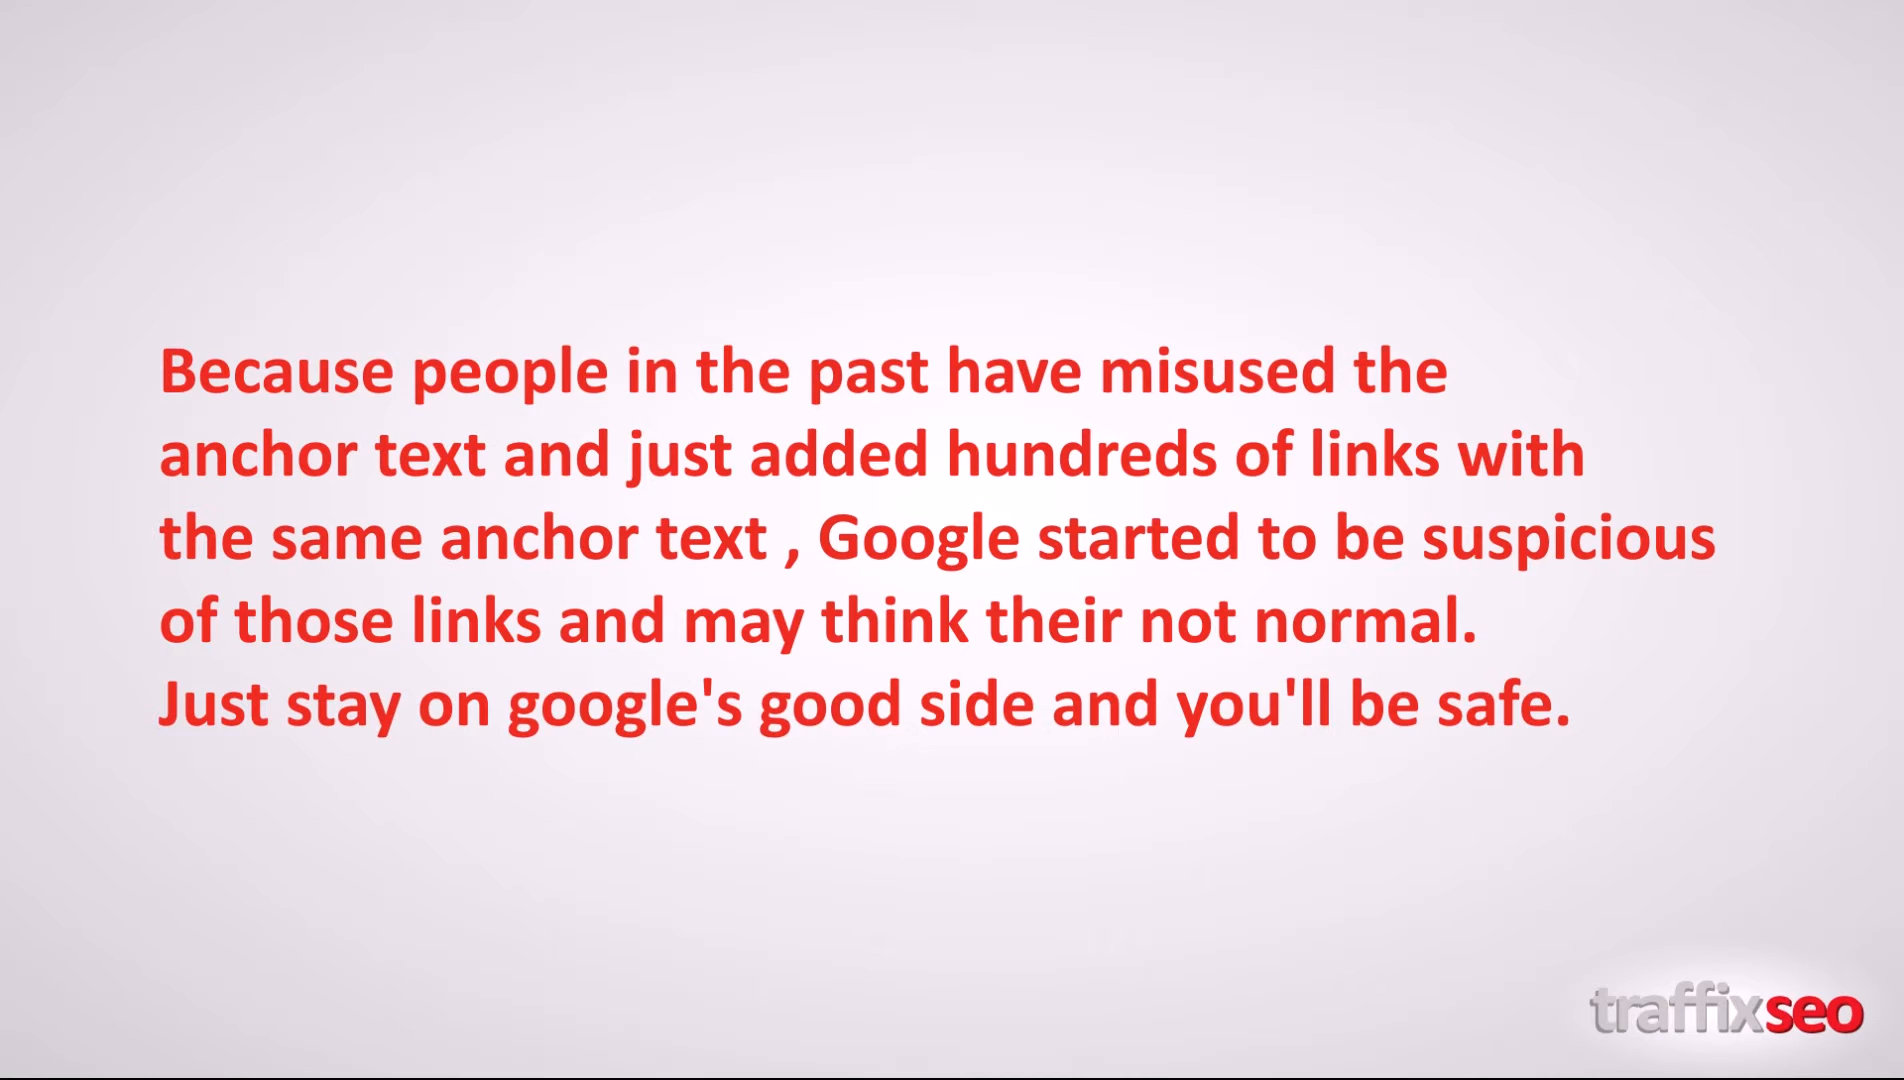 Because people in the past have misused the
anchor text and just added hundreds of links with
the same anchor text , Google started to be suspicious
of those links and may think their not normal.
Just stay on google's good side and you'll be safe.
traffixseo